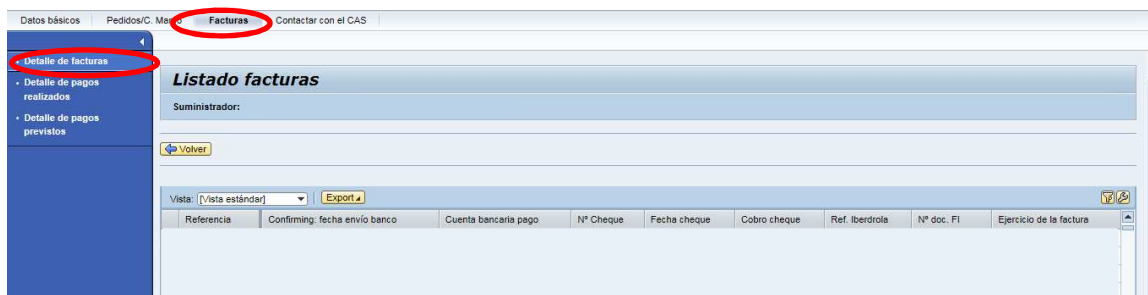 Datos básicos Pedidos/C. Marco Facturas Contactar con el CAS
Detalle de facturas
Detalle de pagos
realizados
Detalle de pagos
previstos
Listado facturas
Suministrador:
Volver
Vista: [Vista estándar] Export
Referencia Confirming: fecha envío banco Cuenta bancaria pago Nº Cheque Fecha cheque Cobro cheque Ref. Iberdrola Nº doc. FI Ejercicio de la factura